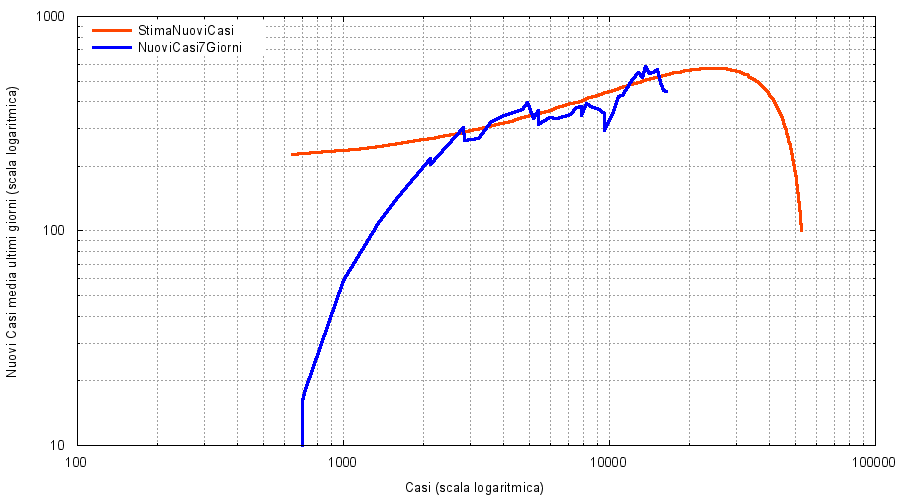 1000
StimaNuoviCasi
NuoviCasi7Giorni
Nuovi Casi media ultimi giorni (scala logaritmica)
100
10
100
1000
10000
100000
Casi (scala logaritmica)